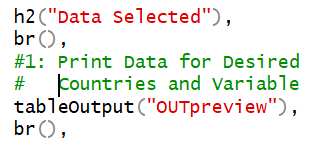 h2("Data Selected"),
br(),
#1: Print Data for Desired
#   Countries and Variable
tableOutput("OUTpreview"),
br(),